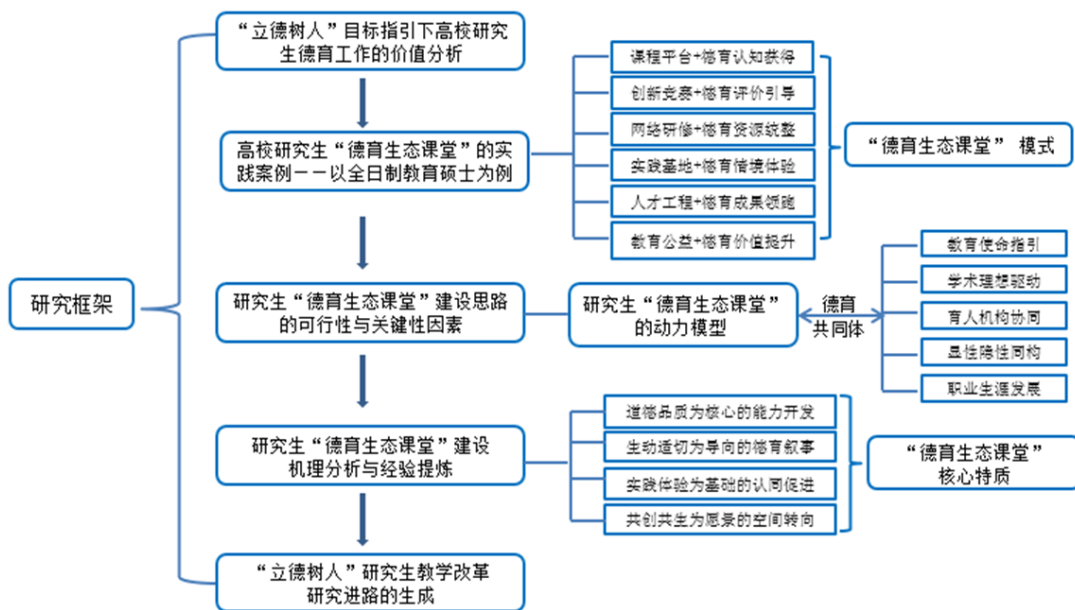 研究框架
“立德树人”目标指引下高校研究
生德育工作的价值分析
高校研究生“德育生态课堂”的实
践案例——以全日制教育硕士为例
课程平台+德育认知获得
创新竞赛+德育评价引导
网络研修+德育资源统整
实践基地+德育情境体验
人才工程+德育成果领跑
教育公益+德育价值提升
“德育生态课堂” 模式
研究生“德育生态课堂”建设思路
的可行性与关键性因素
研究生“德育生态课堂”
的动力模型
德育
共同体
教育使命指引
学术理想驱动
育人机构协同
显性隐性同构
职业生涯发展
研究生“德育生态课堂”建设
机理分析与经验提炼
道德品质为核心的能力开发
生动适切为导向的德育叙事
实践体验为基础的认同促进
共创共生为愿景的空间转向
“德育生态课堂”
核心特质
“立德树人”研究生教学改革
研究进路的生成